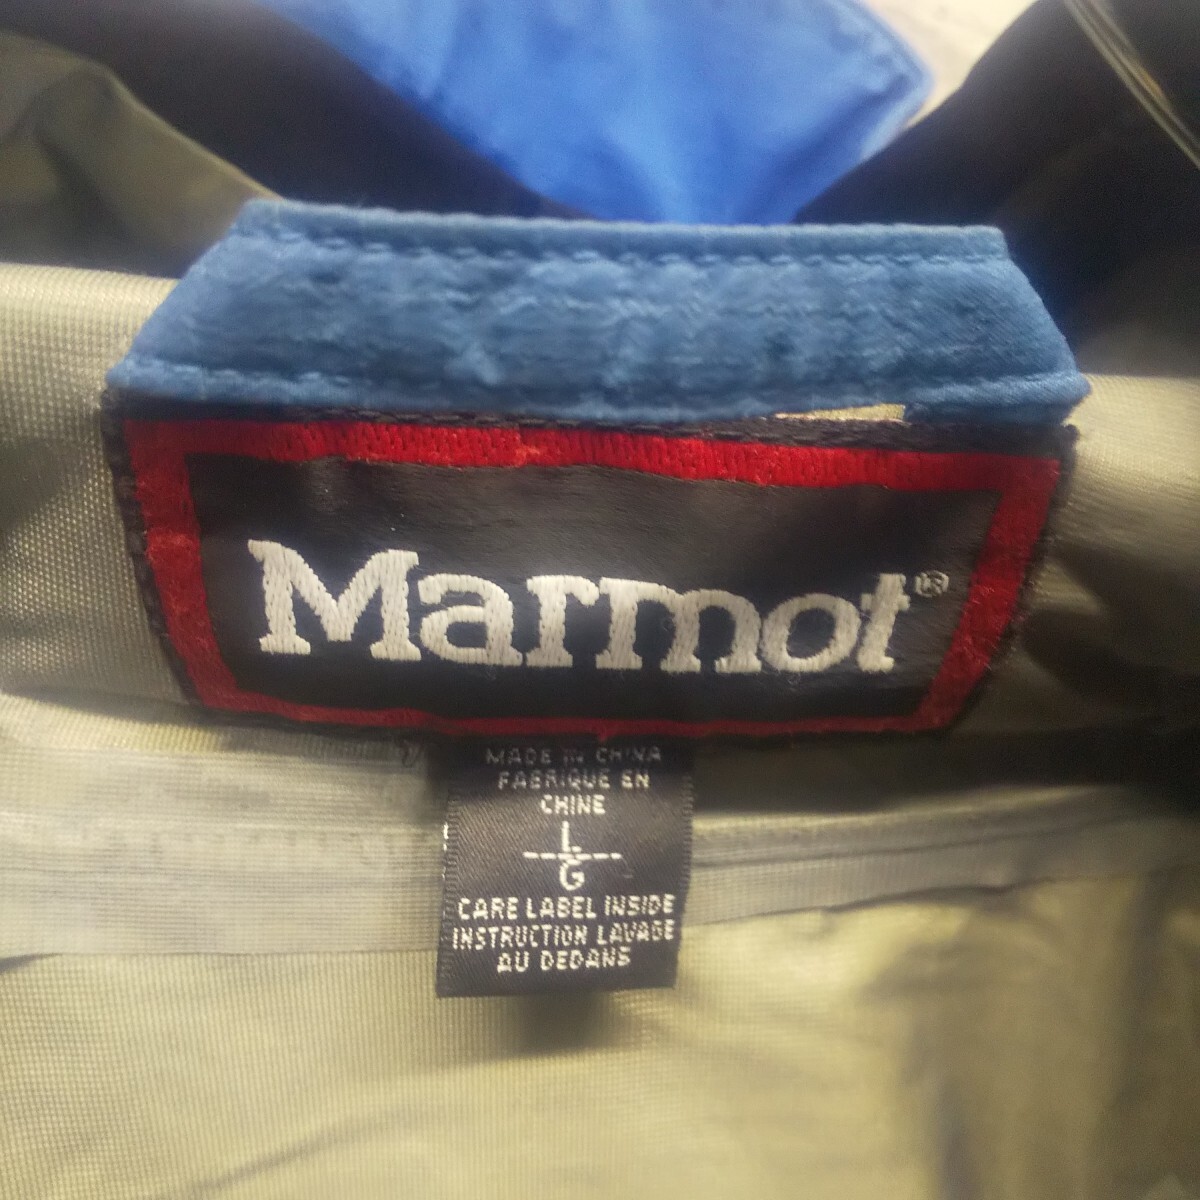 Marmot®
MADE IN CHINA
FABRIQUE EN
CHINE
L
G
CARE LABEL INSIDE
INSTRUCTION LAVAGE
AU DEDANS